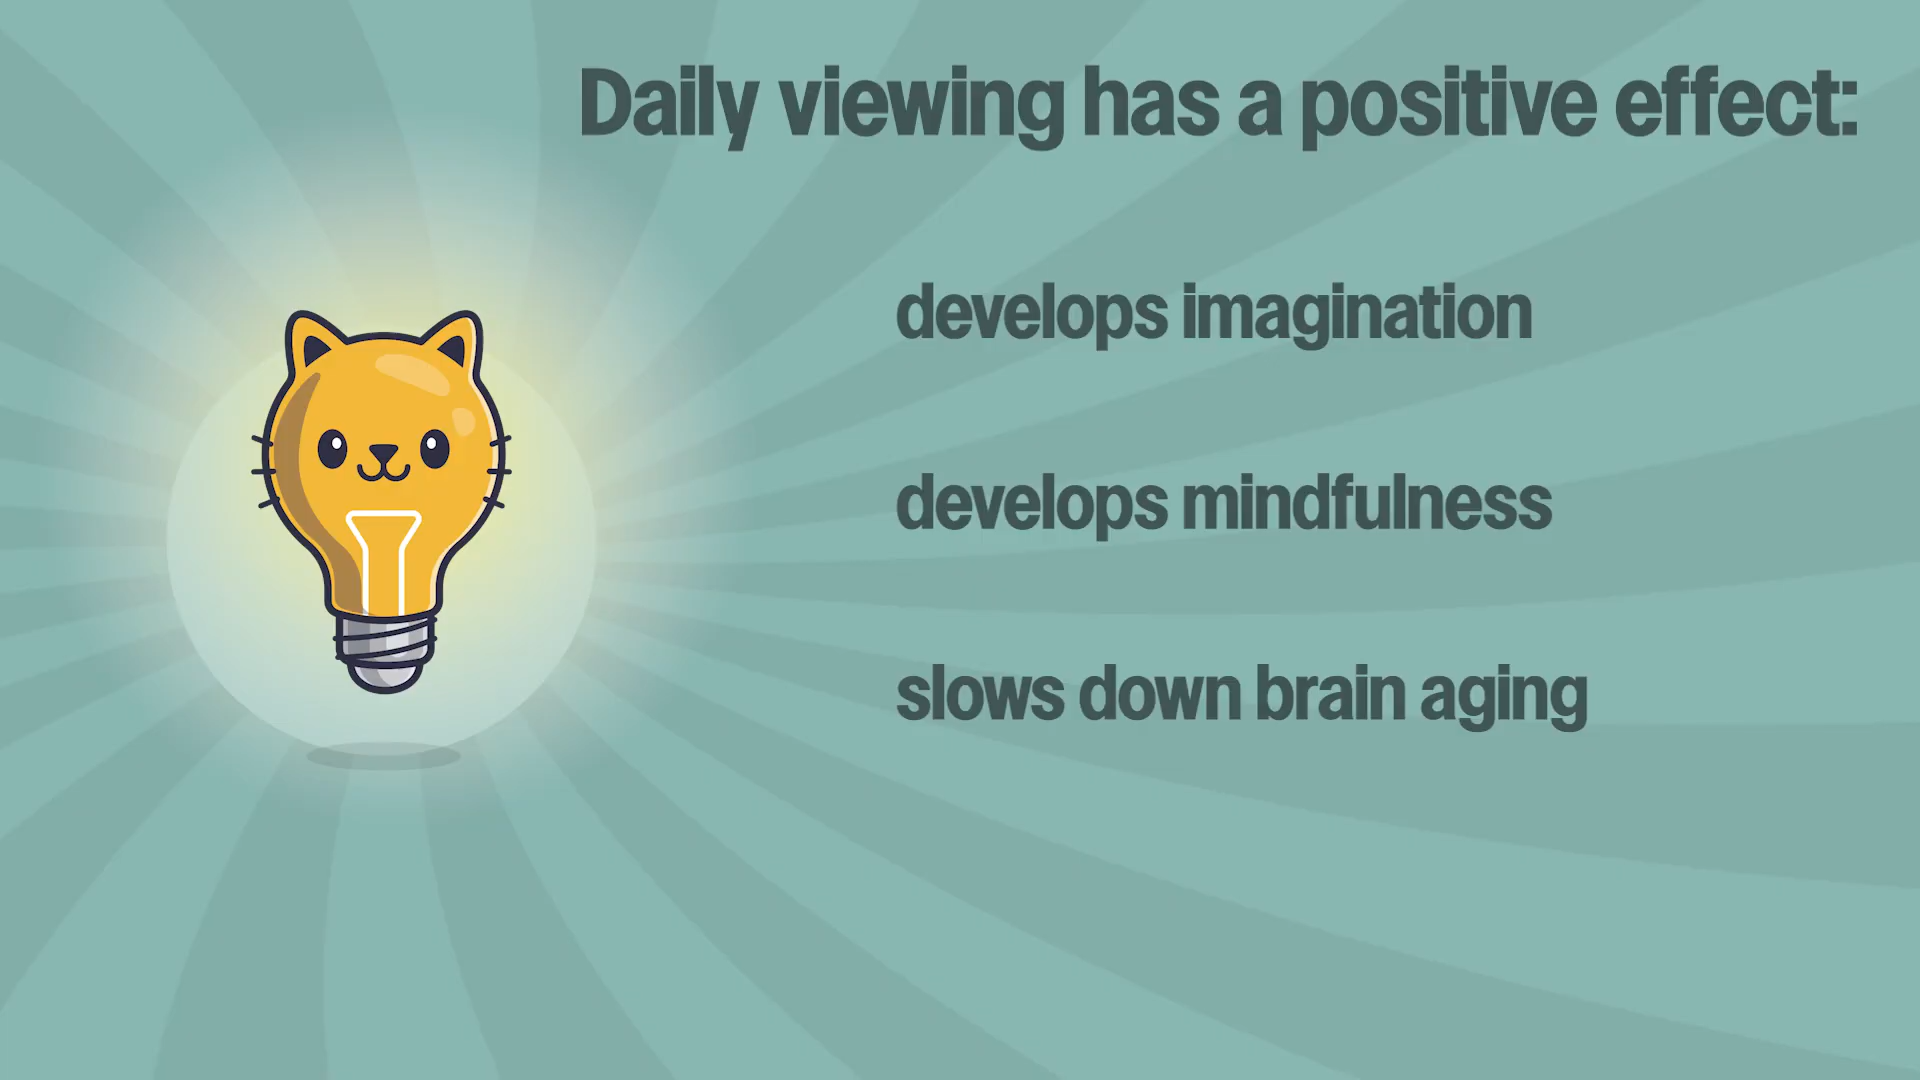 Daily viewing has a positive effect:
develops imagination
develops mindfulness
slows down brain aging